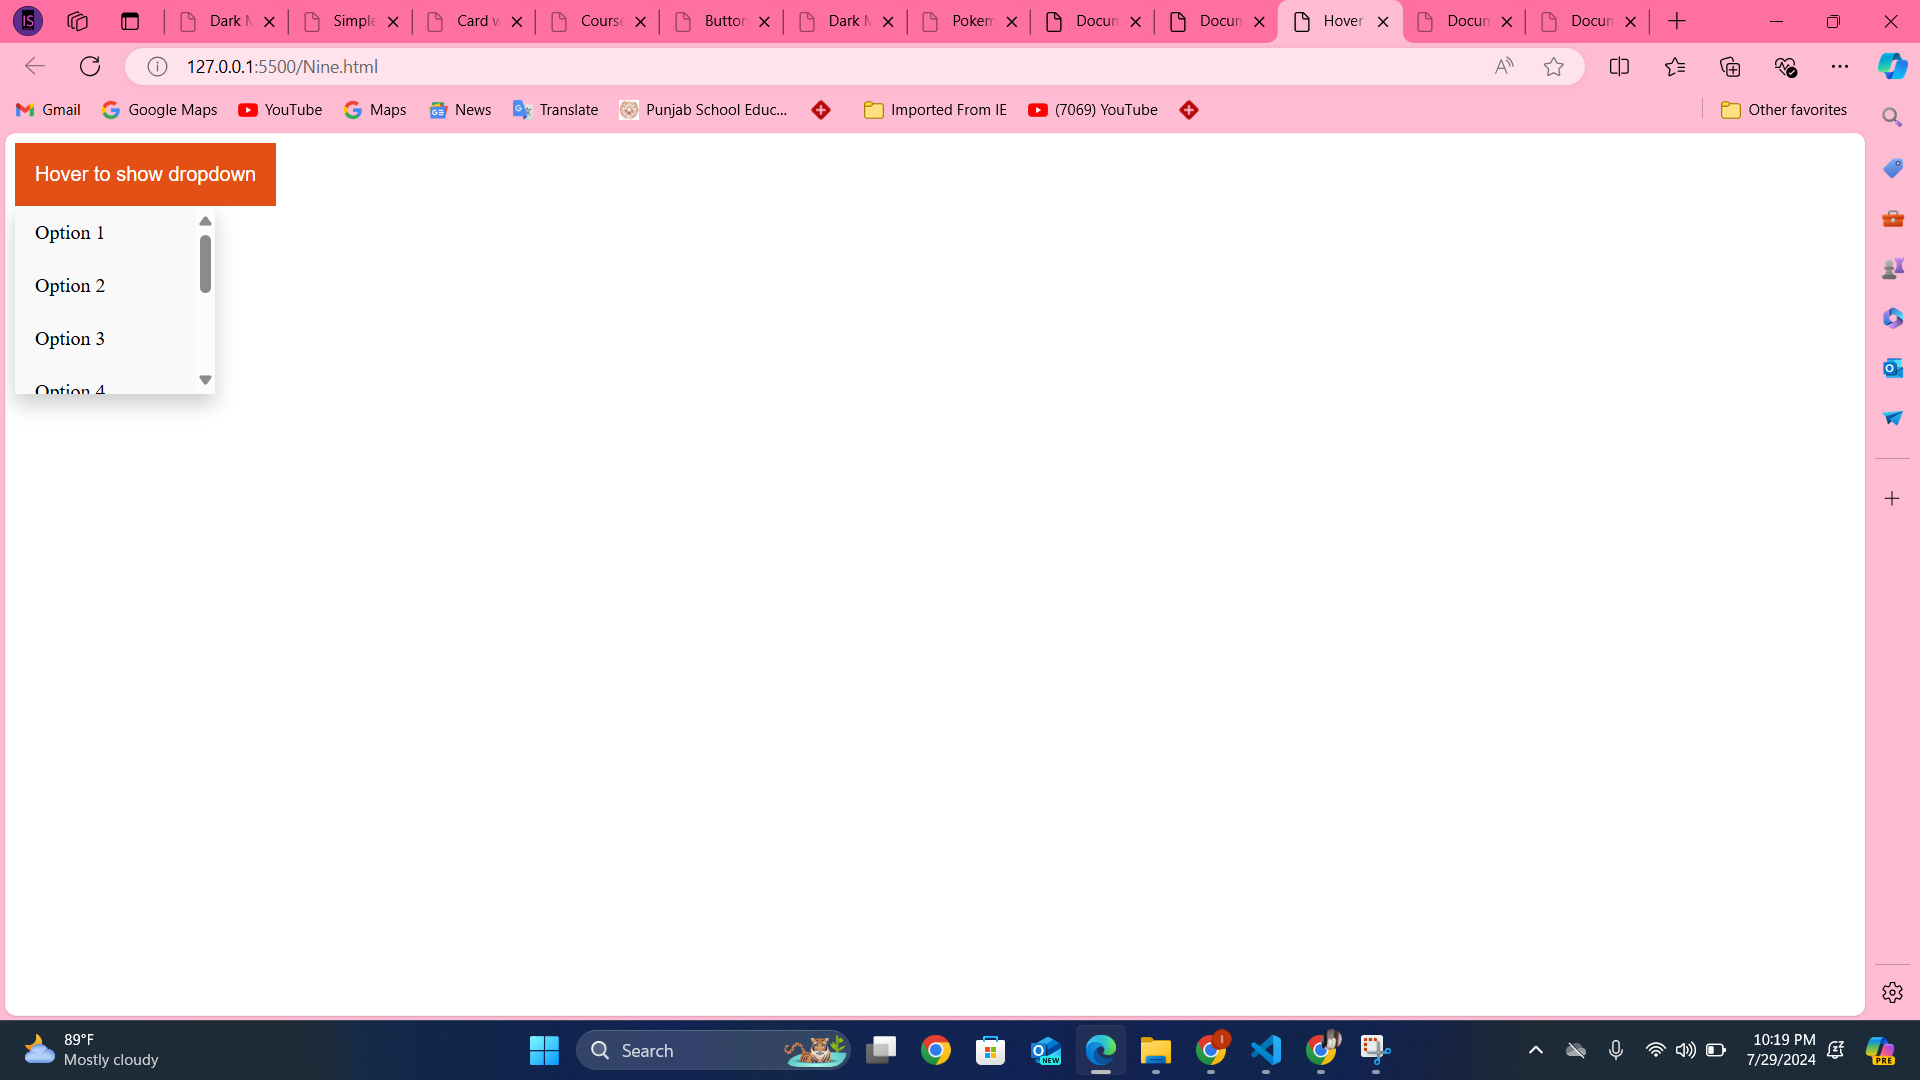 Dark M
Simple
Card w
Course
Button
Dark M
Pokem
Docum
Docum
Hover
Docum
Docum
127.0.0.1:5500/Nine.html
Gmail
Google Maps
YouTube
Maps
News
Translate
Punjab School Educ...
Imported From IE
(7069) YouTube
Other favorites
Hover to show dropdown
Option 1
Option 2
Option 3
Option 4
89°F
Mostly cloudy
Search
NEW
10:19 PM
7/29/2024
PRE